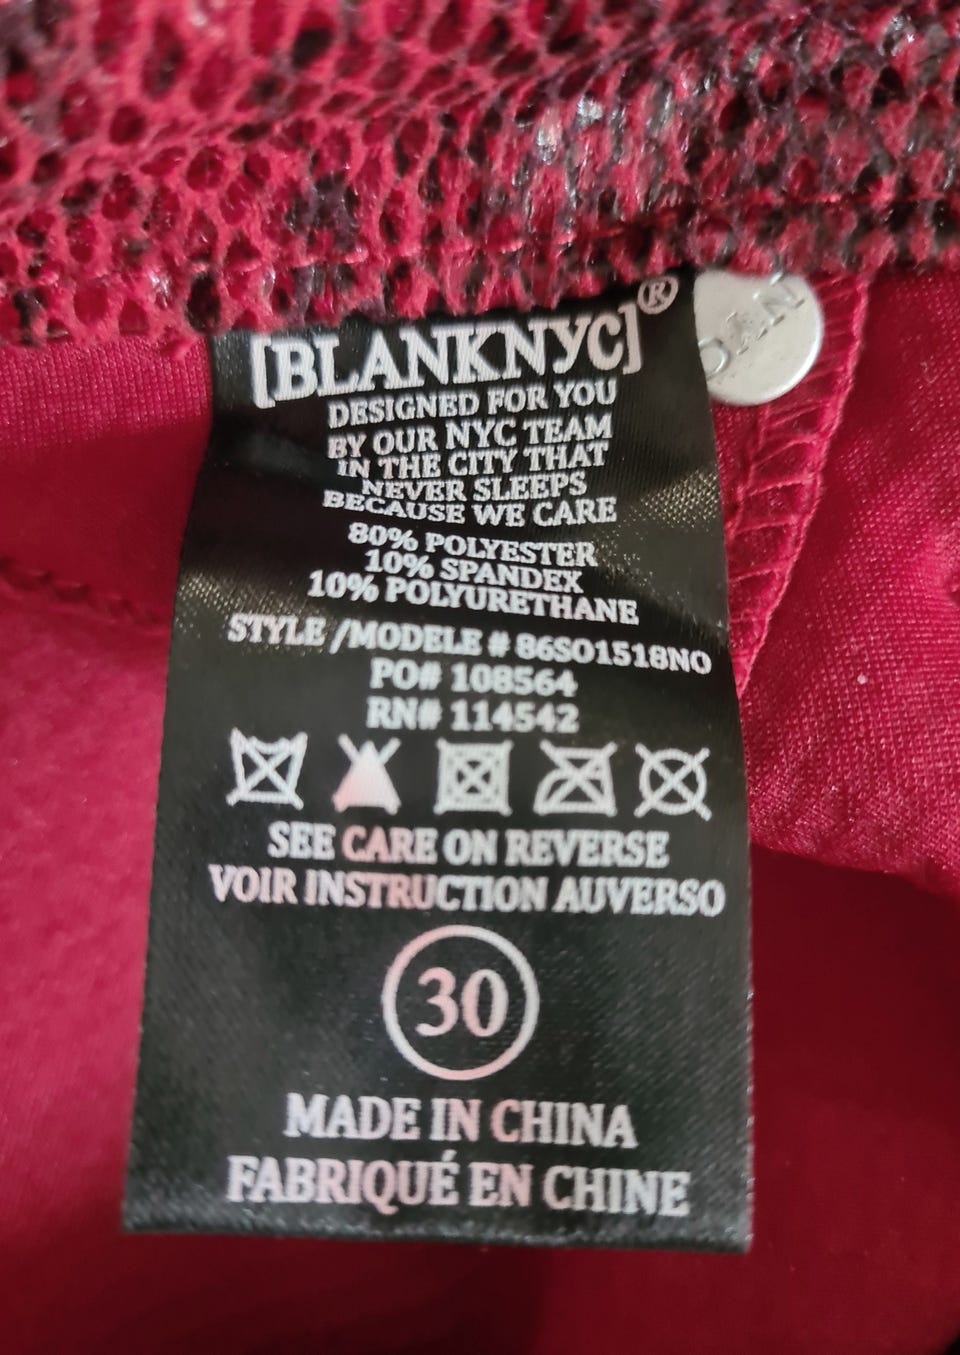 [BLANKNYC]®
DESIGNED FOR YOU
BY OUR NYC TEAM
IN THE CITY THAT
NEVER SLEEPS
BECAUSE WE CARE
80% POLYESTER
10% SPANDEX
10% POLYURETHANE
STYLE /MODELE # 86SO1518NO
PO# 108564
RN# 114542
SEE CARE ON REVERSE
VOIR INSTRUCTION AUVERSO
30
MADE IN CHINA
FABRIQUÉ EN CHINE